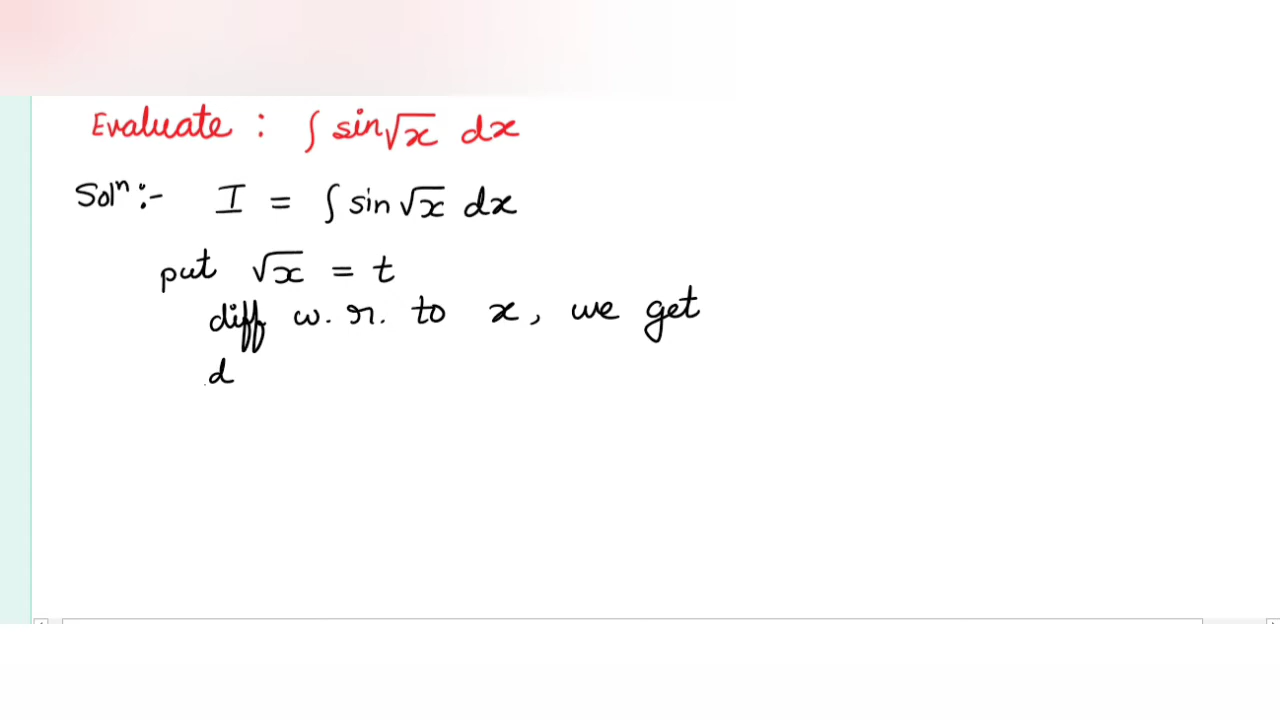 Evaluate : ∫ sin√x dx
Solⁿ :- I = ∫ sin √x dx
put √x = t
diff w. r. to x, we get
d